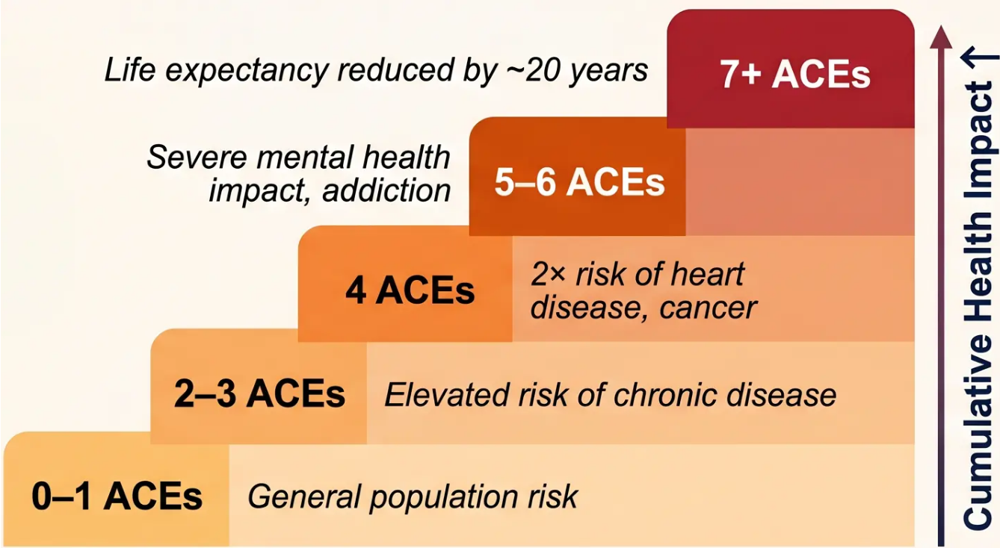 Life expectancy reduced by ~20 years
7+ ACEs
Severe mental health
impact, addiction
5–6 ACEs
4 ACEs
2× risk of heart
disease, cancer
2–3 ACEs
Elevated risk of chronic disease
0–1 ACEs
General population risk
Cumulative Health Impact ↑